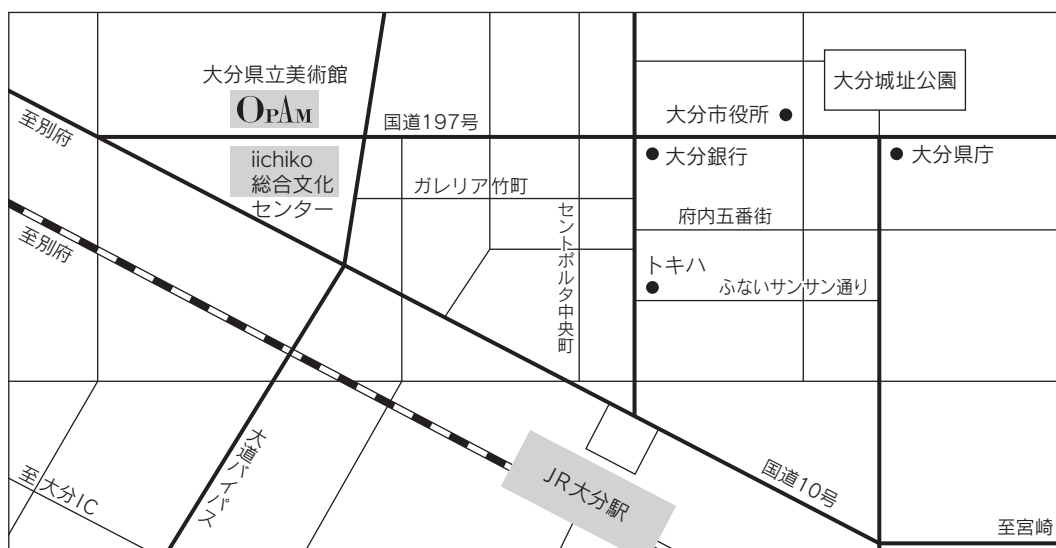 大分県立美術館
OPAM
国道197号
大分市役所
大分城址公園
至別府
iichiko
総合文化
センター
ガレリア竹町
大分銀行
大分県庁
府内五番街
至別府
セントポルタ中央町
トキハ
ふないサンサン通り
大道バイパス
至 大分IC
JR大分駅
国道10号
至宮崎